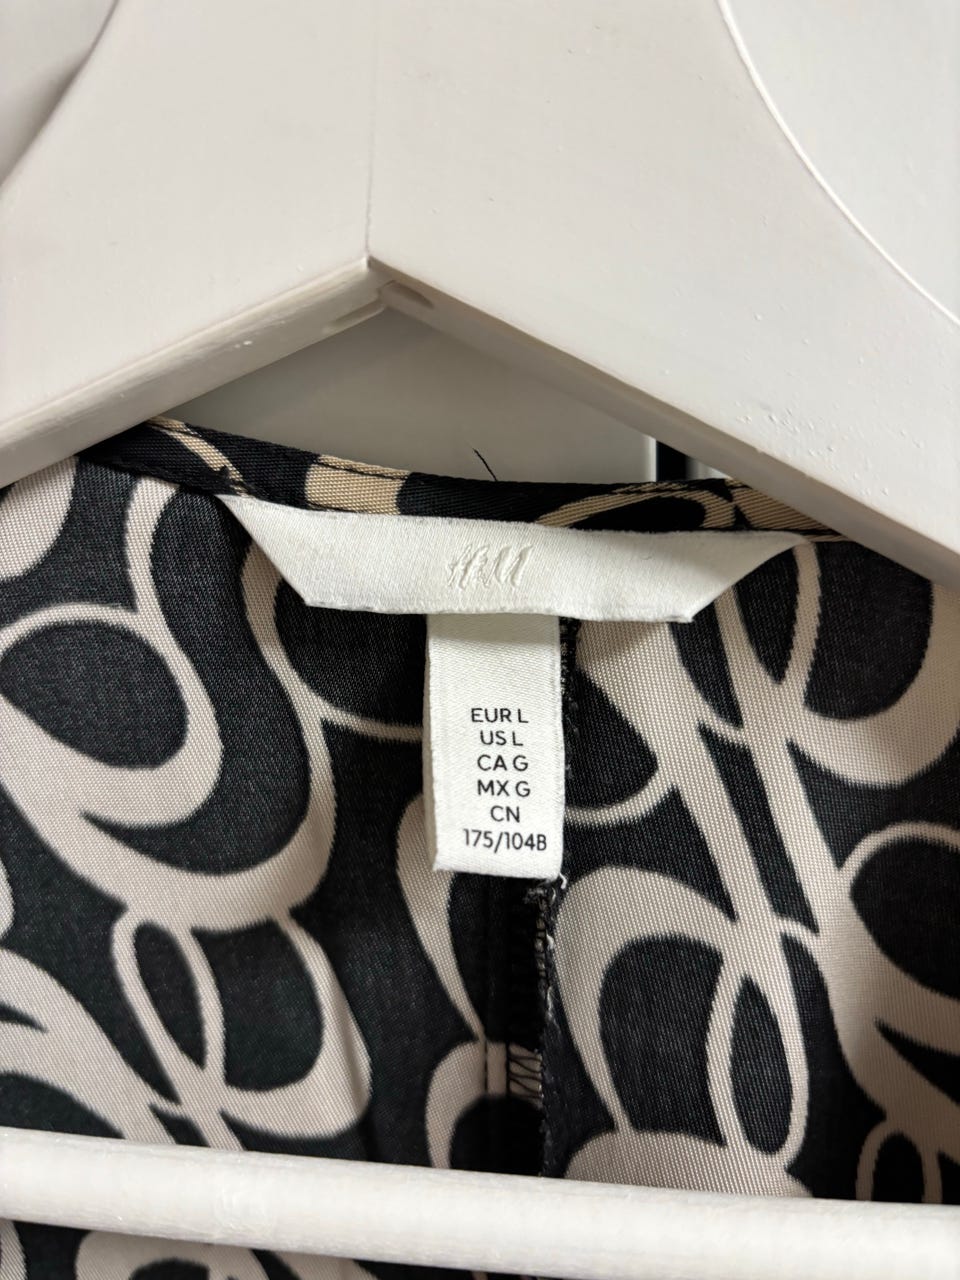 H&M
EUR L
US L
CA G
MX G
CN
175/104B